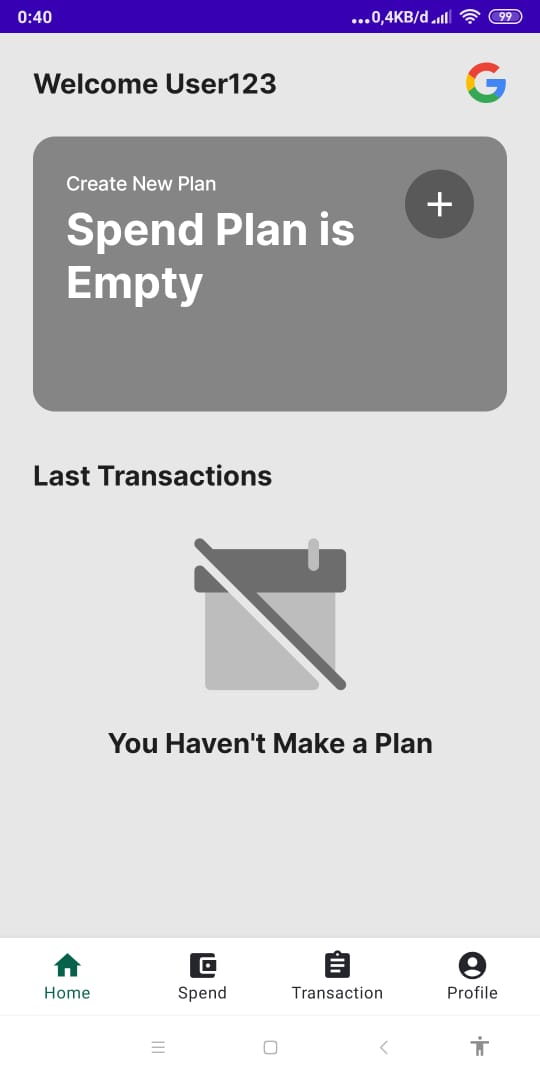 0:40
...0,4KB/d
99
Welcome User123
Create New Plan
Spend Plan is
Empty
Last Transactions
You Haven't Make a Plan
Home
Spend
Transaction
Profile